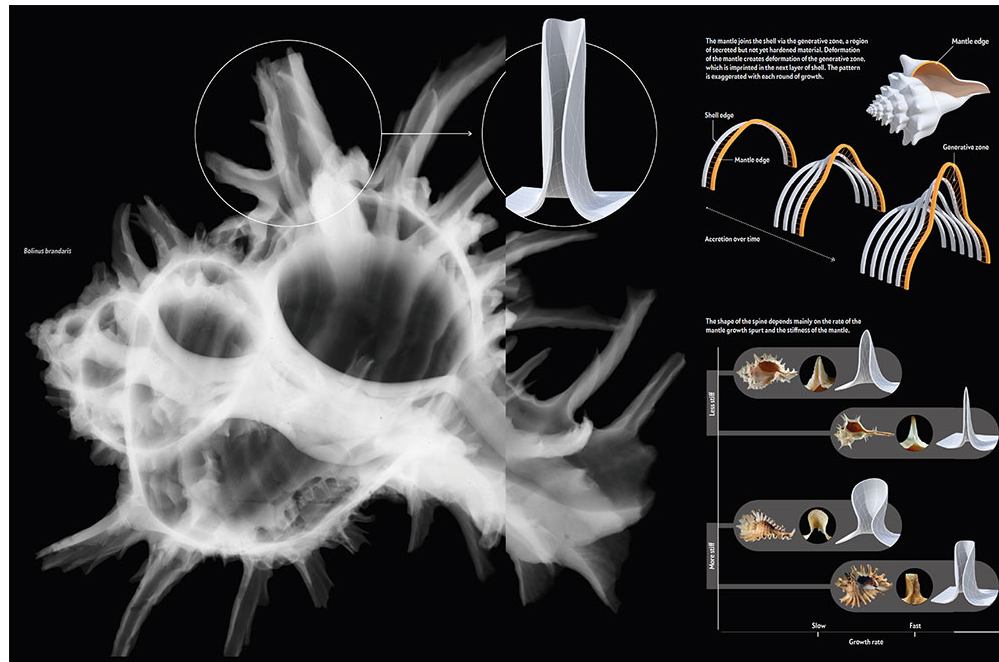 The mantle joins the shell via the generative zone, a region
of secreted but not yet hardened material. Deformation
of the mantle creates deformation of the generative zone,
which is imprinted in the next layer of shell. The pattern
is exaggerated with each round of growth.
Mantle edge
Shell edge
Mantle edge
Generative zone
Accretion over time
Bolinus brandaris
The shape of the spine depends mainly on the rate of the
mantle growth spurt and the stiffness of the mantle.
Less stiff
More stiff
Slow
Fast
Growth rate